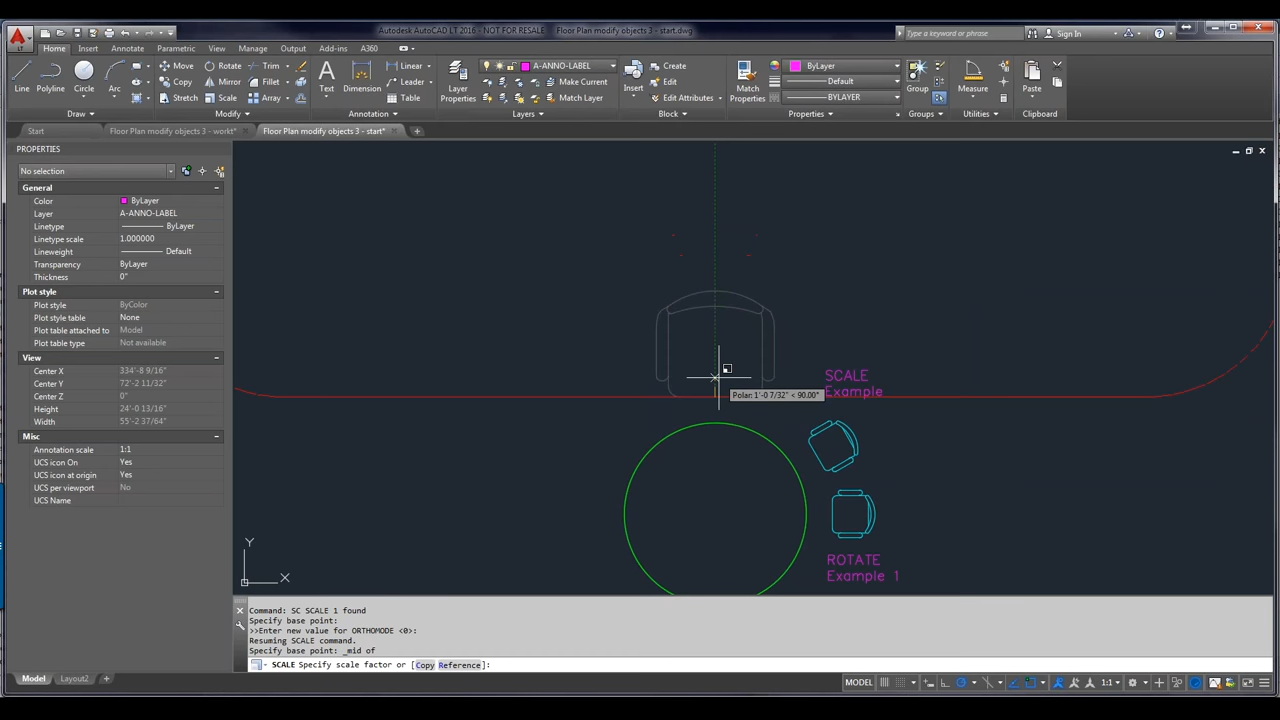 Autodesk AutoCAD LT 2016 - NOT FOR RESALE Floor Plan modify objects 3 - start.dwg
Type a keyword or phrase
Sign In
LT
Home Insert Annotate Parametric View Manage Output Add-ins A360
Line Polyline Circle Arc
Move Rotate Trim
Copy Mirror Fillet
Stretch Scale Array
Text Dimension
Linear
Leader
Table
Layer Properties
A-ANNO-LABEL
Make Current
Match Layer
Insert
Create
Edit
Edit Attributes
Match Properties
ByLayer
Default
BYLAYER
Group
Measure
Paste
Draw Modify Annotation Layers Block Properties Groups Utilities Clipboard
Start Floor Plan modify objects 3 - workt* Floor Plan modify objects 3 - start*
PROPERTIES
No selection
General
Color ByLayer
Layer A-ANNO-LABEL
Linetype ByLayer
Linetype scale 1.000000
Lineweight Default
Transparency ByLayer
Thickness 0"
Plot style
Plot style ByColor
Plot style table None
Plot table attached to Model
Plot table type Not available
View
Center X 334'-8 9/16"
Center Y 72'-2 11/32"
Center Z 0"
Height 24'-0 13/16"
Width 55'-2 37/64"
Misc
Annotation scale 1:1
UCS icon On Yes
UCS icon at origin Yes
UCS per viewport No
UCS Name
SCALE
Example
Polar: 1'-0 7/32" < 90.00°
ROTATE
Example 1
Y
X
Command: SC SCALE 1 found
Specify base point:
>>Enter new value for ORTHOMODE <0>:
Resuming SCALE command.
Specify base point: _mid of
SCALE Specify scale factor or [Copy Reference]:
Model Layout2 +
MODEL
1:1